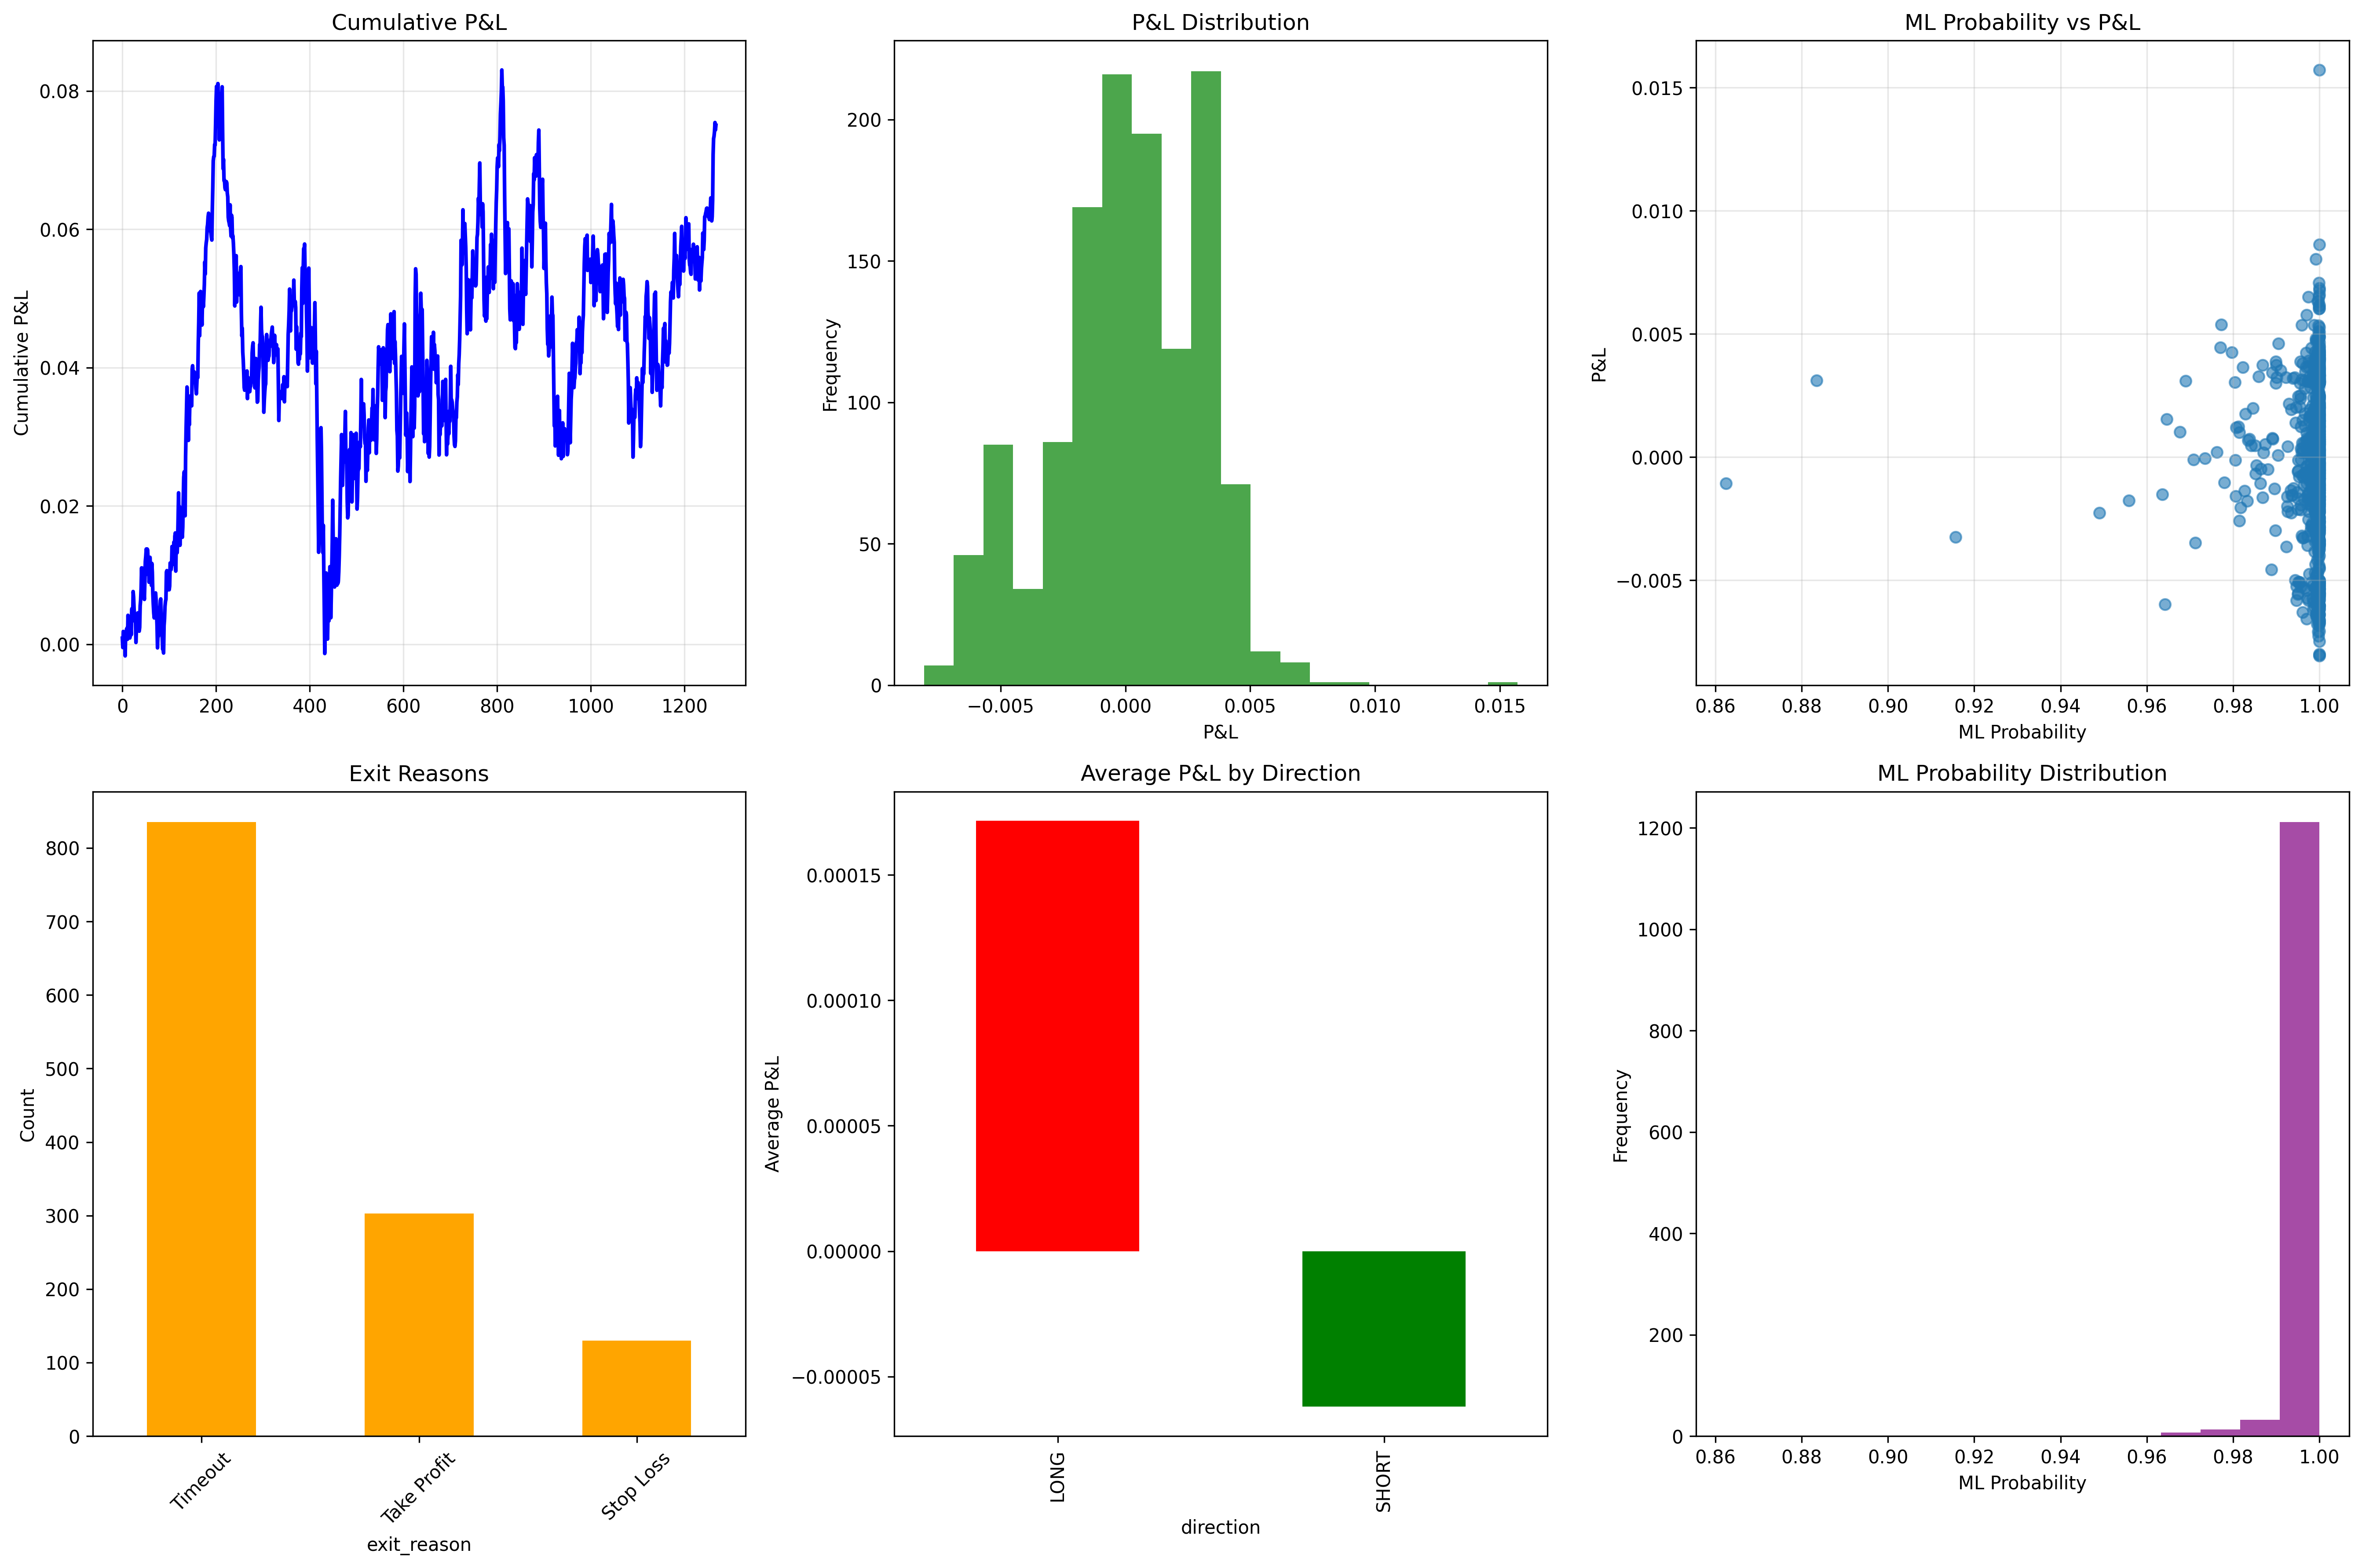 Cumulative P&L
Cumulative P&L
0.08
0.06
0.04
0.02
0.00
0 200 400 600 800 1000 1200
P&L Distribution
Frequency
200
150
100
50
0
−0.005 0.000 0.005 0.010 0.015
P&L
ML Probability vs P&L
P&L
0.015
0.010
0.005
0.000
−0.005
0.86 0.88 0.90 0.92 0.94 0.96 0.98 1.00
ML Probability
Exit Reasons
Count
800
700
600
500
400
300
200
100
0
Timeout Take Profit Stop Loss
exit_reason
Average P&L by Direction
Average P&L
0.00015
0.00010
0.00005
0.00000
−0.00005
LONG SHORT
direction
ML Probability Distribution
Frequency
1200
1000
800
600
400
200
0
0.86 0.88 0.90 0.92 0.94 0.96 0.98 1.00
ML Probability